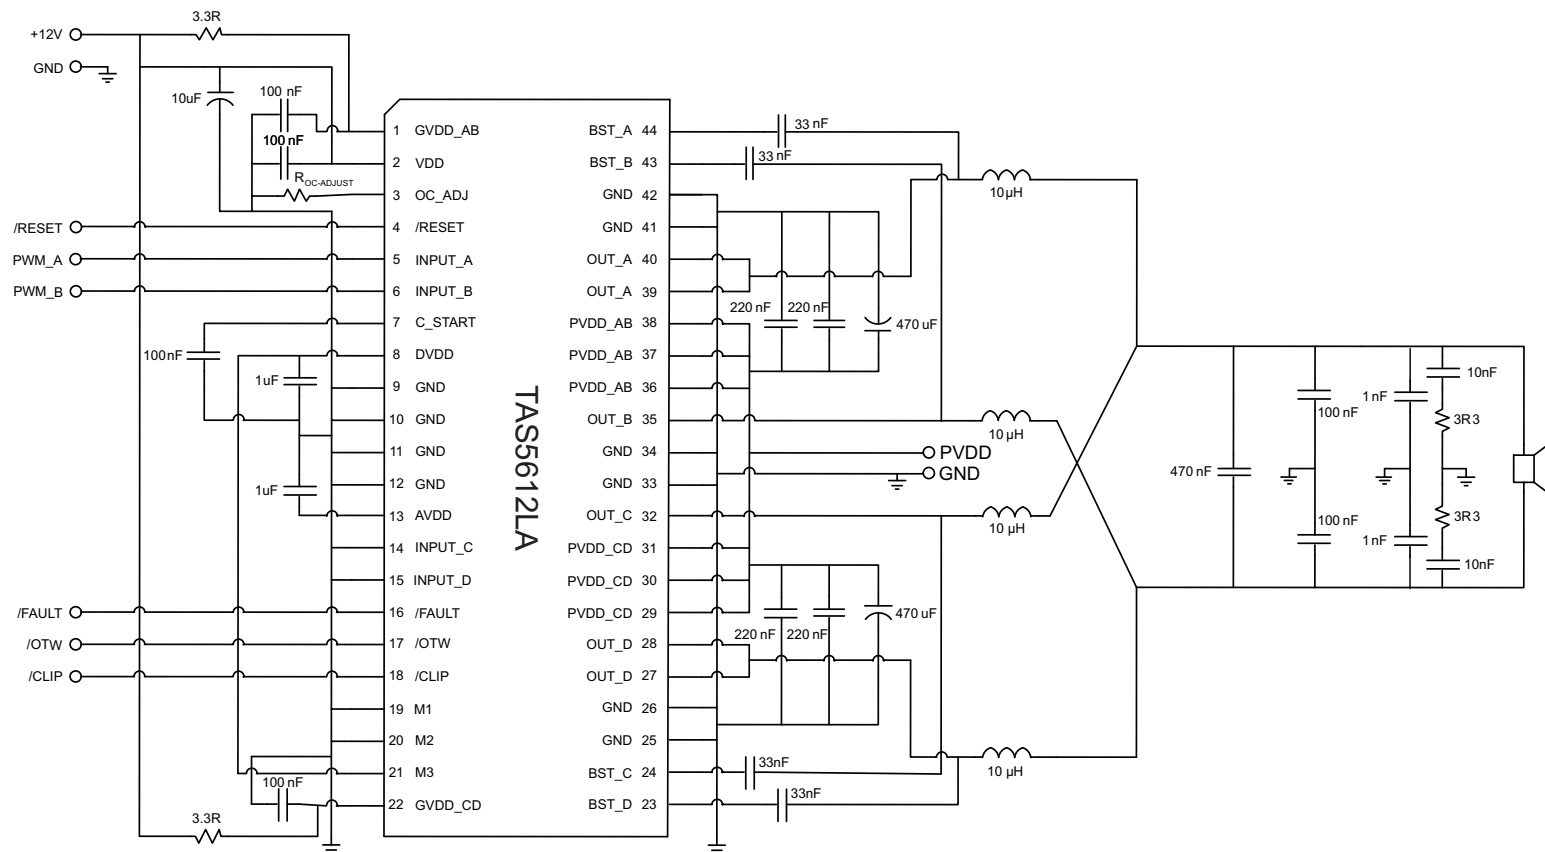 3.3R
+12V
GND
10uF
100 nF
100 nF
R OC-ADJUST
/RESET
PWM_A
PWM_B
100nF
1uF
1uF
/FAULT
/OTW
/CLIP
100 nF
3.3R
1 GVDD_AB
2 VDD
3 OC_ADJ
4 /RESET
5 INPUT_A
6 INPUT_B
7 C_START
8 DVDD
9 GND
10 GND
11 GND
12 GND
13 AVDD
14 INPUT_C
15 INPUT_D
16 /FAULT
17 /OTW
18 /CLIP
19 M1
20 M2
21 M3
22 GVDD_CD
TAS5612LA
BST_A 44
BST_B 43
GND 42
GND 41
OUT_A 40
OUT_A 39
PVDD_AB 38
PVDD_AB 37
PVDD_AB 36
OUT_B 35
GND 34
GND 33
OUT_C 32
PVDD_CD 31
PVDD_CD 30
PVDD_CD 29
OUT_D 28
OUT_D 27
GND 26
GND 25
BST_C 24
BST_D 23
33 nF
33 nF
10 µH
220 nF 220 nF 470 uF
10 µH
PVDD
GND
10 µH
470 uF
220 nF 220 nF
10 µH
33nF
33nF
470 nF
100 nF
1 nF
10nF
3R3
100 nF
1 nF
3R3
10nF